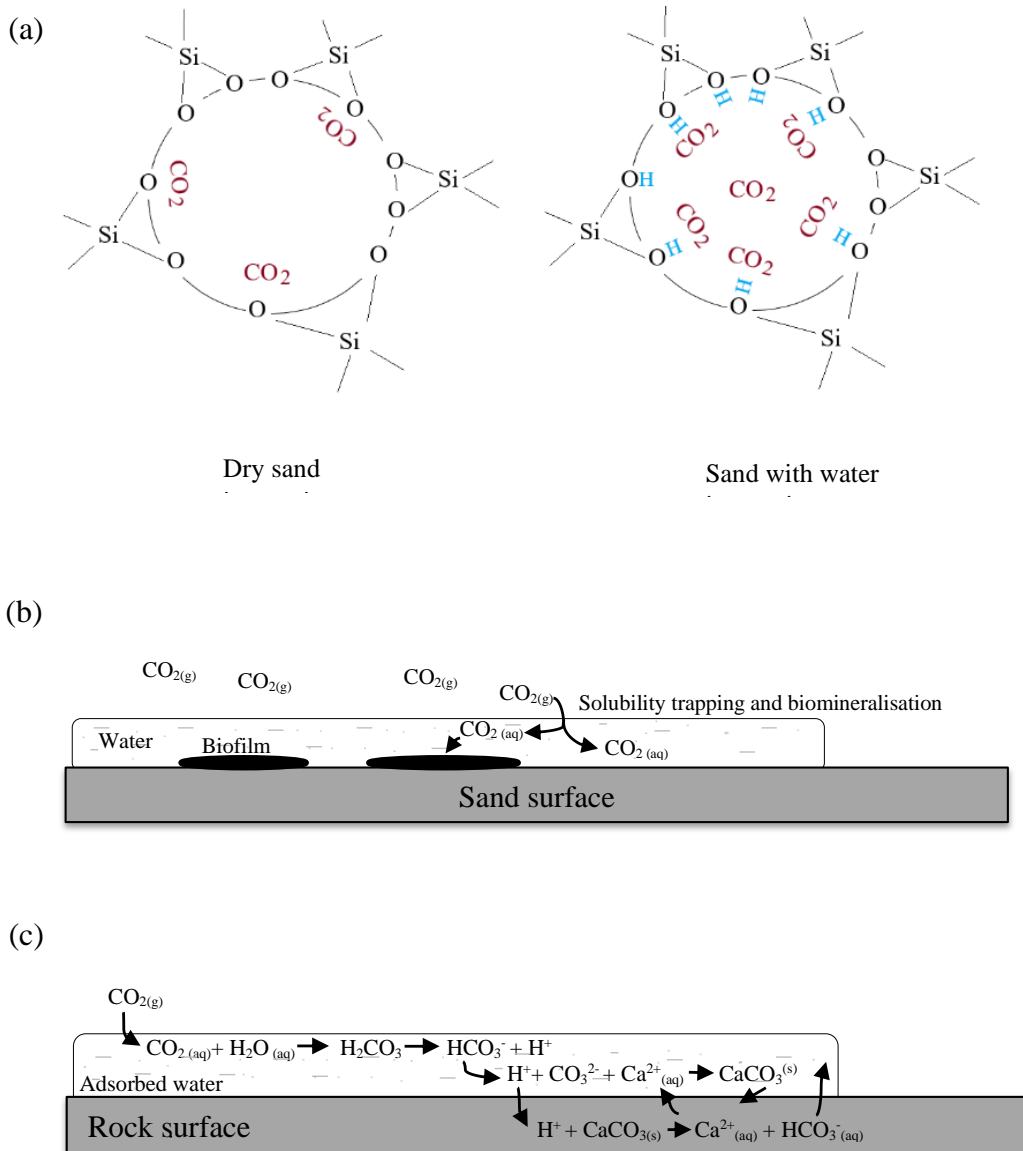 (a)
Si
Si
O
O
O
O
CO2
O
CO2
O
O
Si
O
Si
O
CO2
O
O
Si
Dry sand
Si
Si
O
H
O
H
O
H
O
H
CO2
CO2
O
OH
CO2
Si
O
CO2
CO2
Si
H
O
O
H
CO2
H
O
Si
Sand with water
(b)
CO2(g)
CO2(g)
CO2(g)
CO2(g)
Solubility trapping and biomineralisation
Water
Biofilm
CO2 (aq)
CO2 (aq)
Sand surface
(c)
CO2(g)
CO2 (aq) + H2O (aq) → H2CO3 → HCO3- + H+
H+ + CO3 2- + Ca2+(aq) → CaCO3(s)
Adsorbed water
H+ + CaCO3(s) → Ca2+(aq) + HCO3-(aq)
Rock surface